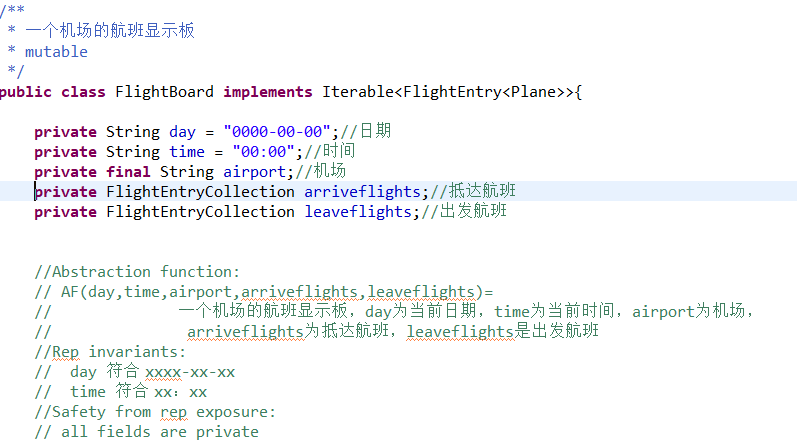 /**
 * 一个机场的航班显示板
 * mutable
 */
public class FlightBoard implements Iterable<FlightEntry<Plane>>{
private String day = "0000-00-00";//日期
private String time = "00:00";//时间
private final String airport;//机场
private FlightEntryCollection arriveflights;//抵达航班
private FlightEntryCollection leaveflights;//出发航班
//Abstraction function:
// AF(day,time,airport,arriveflights,leaveflights)=
// 一个机场的航班显示板，day为当前日期，time为当前时间，airport为机场，
// arriveflights为抵达航班，leaveflights是出发航班
//Rep invariants:
// day 符合 xxxx-xx-xx
// time 符合 xx：xx
//Safety from rep exposure:
// all fields are private